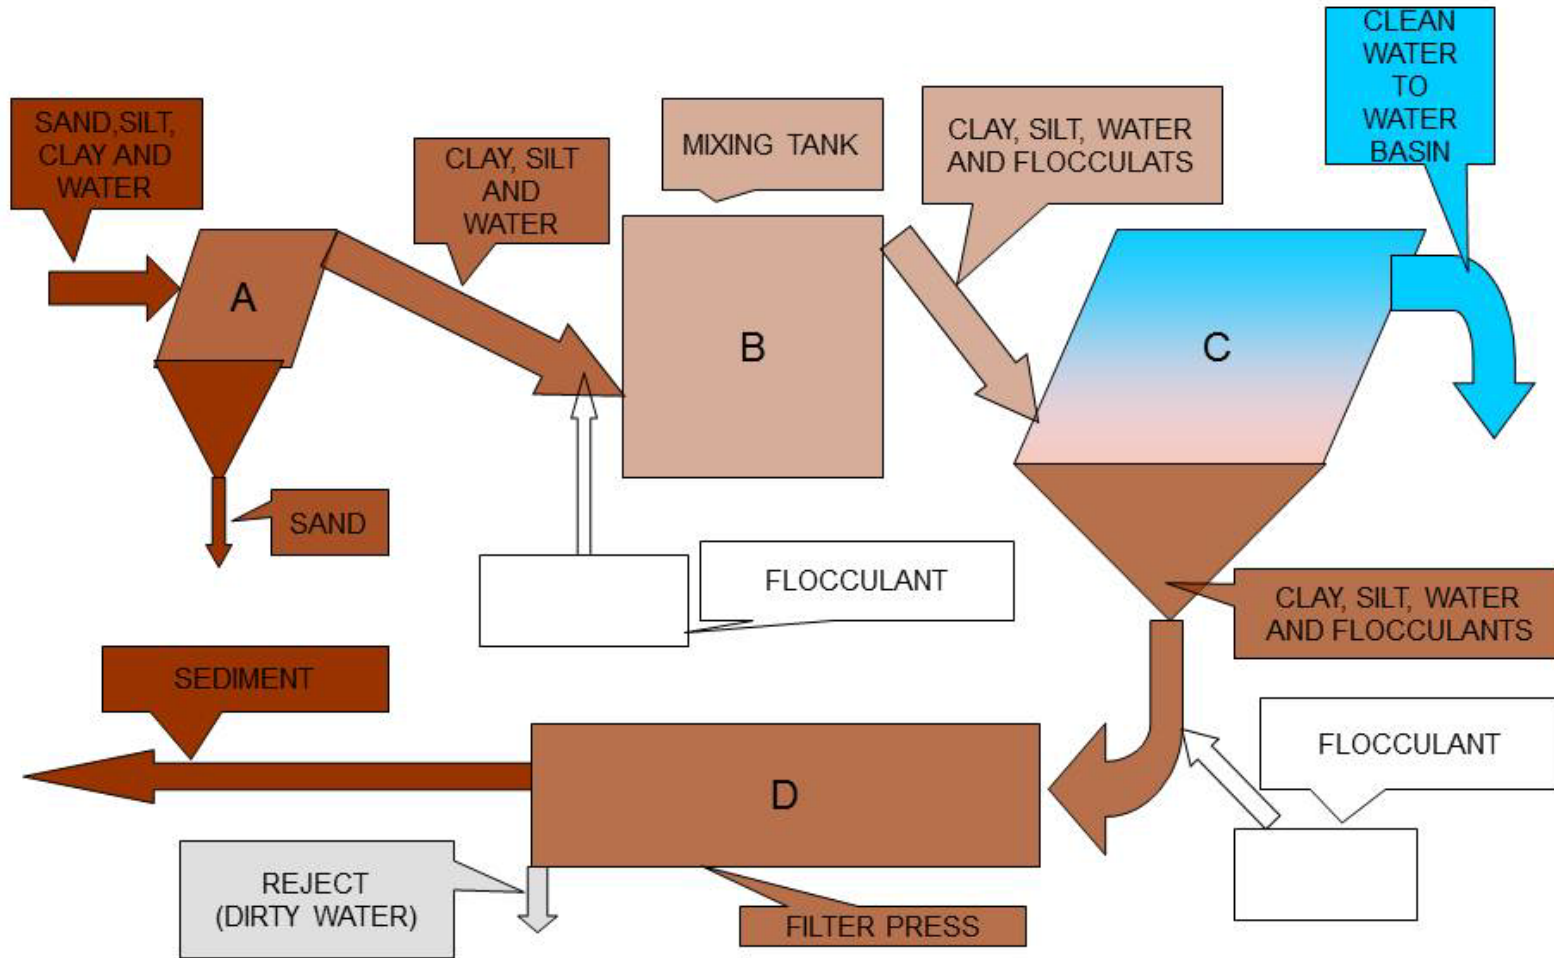 SAND,SILT,
CLAY AND
WATER
CLAY, SILT
AND
WATER
MIXING TANK
CLAY, SILT, WATER
AND FLOCCULATS
CLEAN
WATER
TO
WATER
BASIN
A
B
C
SAND
FLOCCULANT
CLAY, SILT, WATER
AND FLOCCULANTS
SEDIMENT
FLOCCULANT
D
REJECT
(DIRTY WATER)
FILTER PRESS